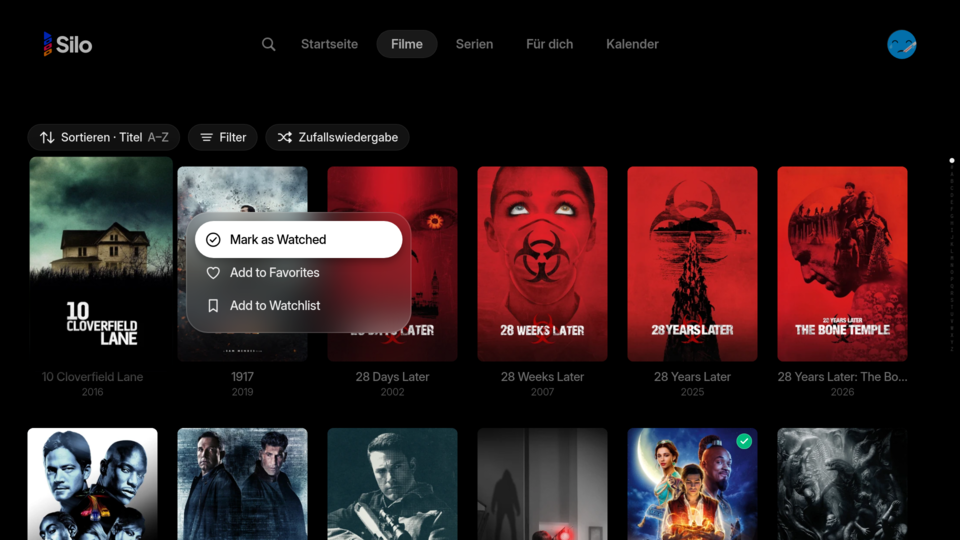 Silo
Startseite
Filme
Serien
Für dich
Kalender
Sortieren · Titel A–Z
Filter
Zufallswiedergabe
Mark as Watched
Add to Favorites
Add to Watchlist
10
CLOVERFIELD
LANE
28 DAYS LATER
28 WEEKS LATER
28 YEARS LATER
28 YEARS LATER
THE BONE TEMPLE
10 Cloverfield Lane
1917
28 Days Later
28 Weeks Later
28 Years Later
28 Years Later: The Bo...
2016
2019
2002
2007
2025
2026